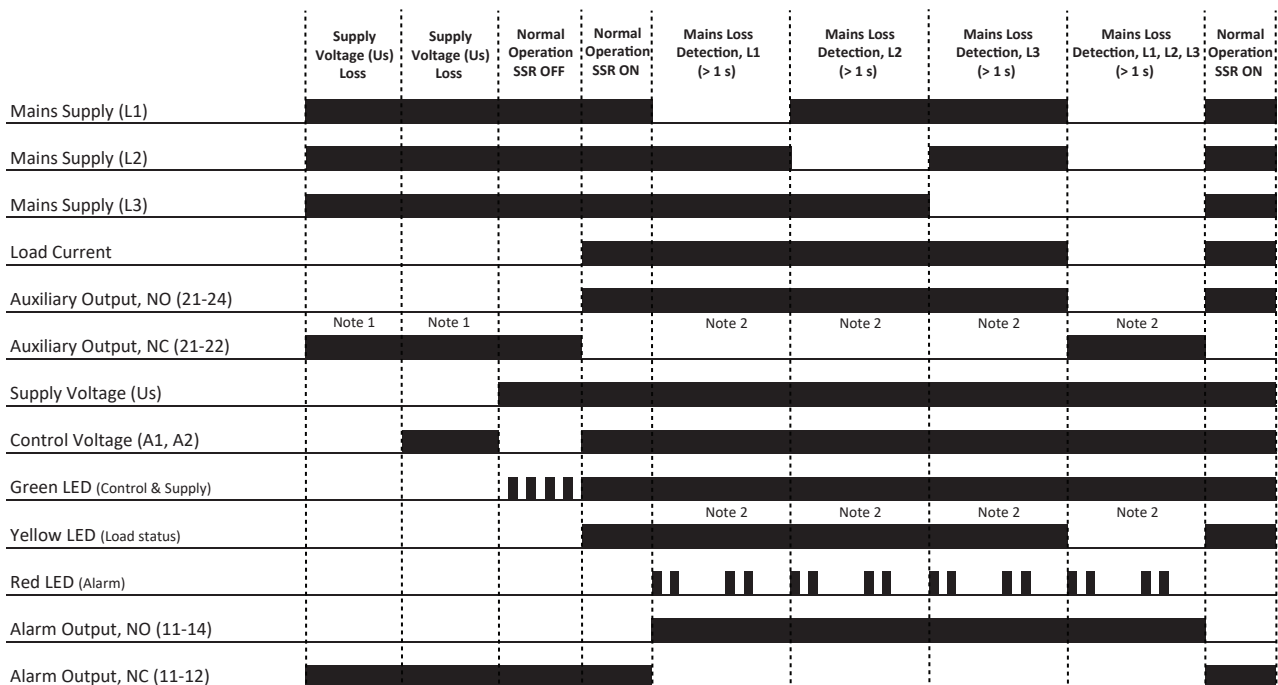 Supply
Voltage (Us)
Loss
Supply
Voltage (Us)
Loss
Normal
Operation
SSR OFF
Normal
Operation
SSR ON
Mains Loss
Detection, L1
(> 1 s)
Mains Loss
Detection, L2
(> 1 s)
Mains Loss
Detection, L3
(> 1 s)
Mains Loss
Detection, L1, L2, L3
(> 1 s)
Normal
Operation
SSR ON
Mains Supply (L1)
Mains Supply (L2)
Mains Supply (L3)
Load Current
Auxiliary Output, NO (21-24)
Note 1 Note 1 Note 2 Note 2 Note 2 Note 2
Auxiliary Output, NC (21-22)
Supply Voltage (Us)
Control Voltage (A1, A2)
Green LED (Control & Supply)
Note 2 Note 2 Note 2 Note 2
Yellow LED (Load status)
Red LED (Alarm)
Alarm Output, NO (11-14)
Alarm Output, NC (11-12)